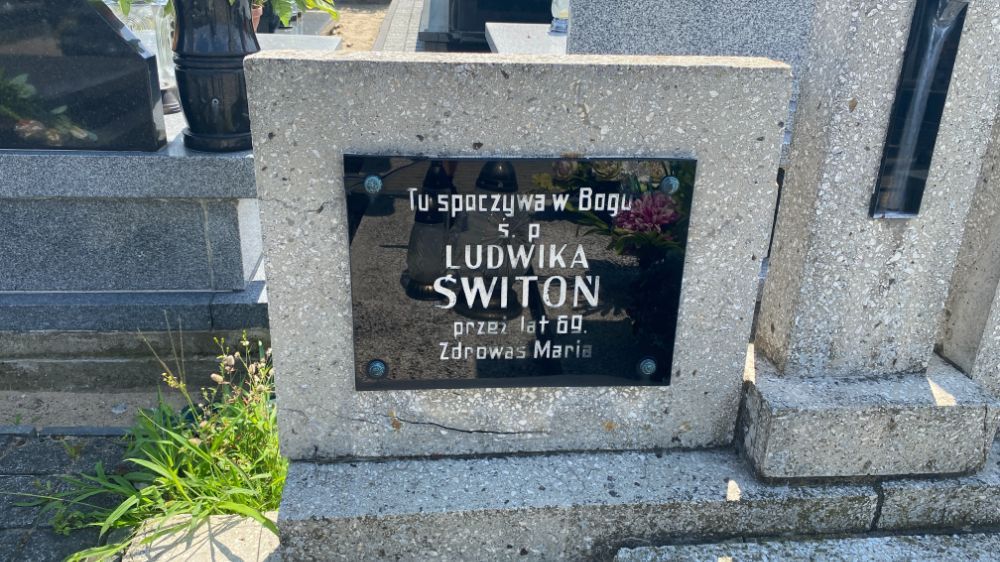 Tu spoczywa w Bogu
ś. p
LUDWIKA
ŚWITOŃ
przez lat 69.
Zdrowaś Maria